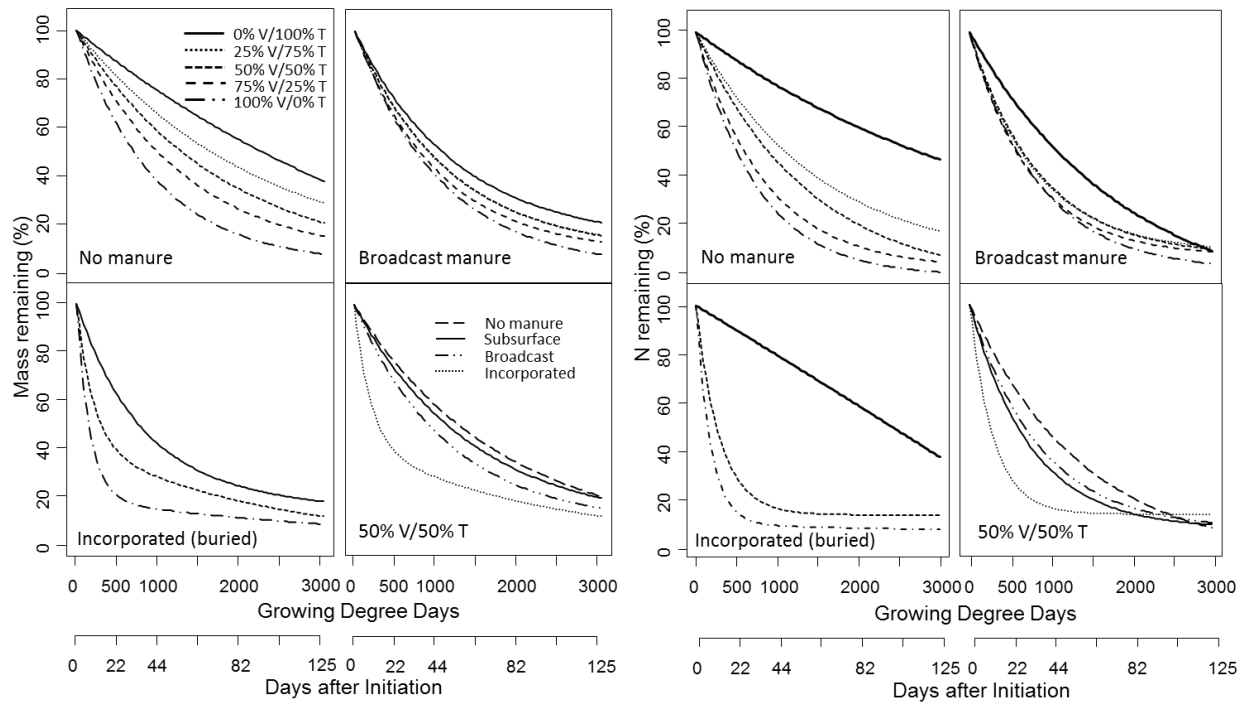 Mass remaining (%)
100
80
60
40
20
0
0% V/100% T
25% V/75% T
50% V/50% T
75% V/25% T
100% V/0% T
No manure
Broadcast manure
100
80
60
40
20
0
Incorporated (buried)
No manure
Subsurface
Broadcast
Incorporated
50% V/50% T
0 500 1000 2000 3000
0 500 1000 2000 3000
Growing Degree Days
0 22 44 82 125
0 22 44 82 125
Days after Initiation
N remaining (%)
100
80
60
40
20
0
No manure
Broadcast manure
100
80
60
40
20
0
Incorporated (buried)
50% V/50% T
0 500 1000 2000 3000
0 500 1000 2000 3000
Growing Degree Days
0 22 44 82 125
0 22 44 82 125
Days after Initiation